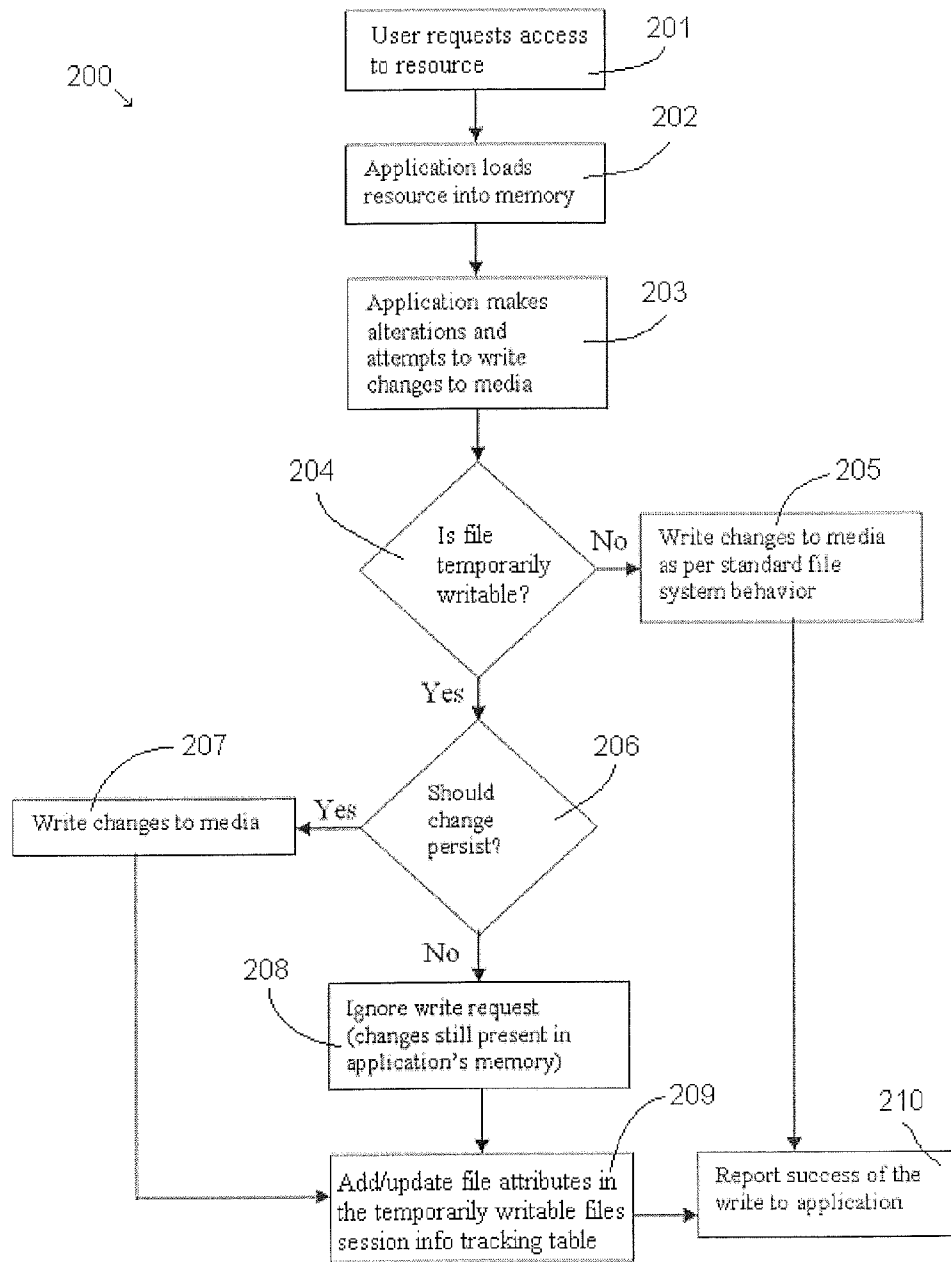 200
User requests access
to resource
201
202
Application loads
resource into memory
203
Application makes
alterations and
attempts to write
changes to media
204
Is file
temporarily
writable?
No
205
Write changes to media
as per standard file
system behavior
Yes
206
Should
change
persist?
Yes
207
Write changes to media
No
208
Ignore write request
(changes still present in
application's memory)
209
Add/update file attributes in
the temporarily writable files
session info tracking table
210
Report success of the
write to application